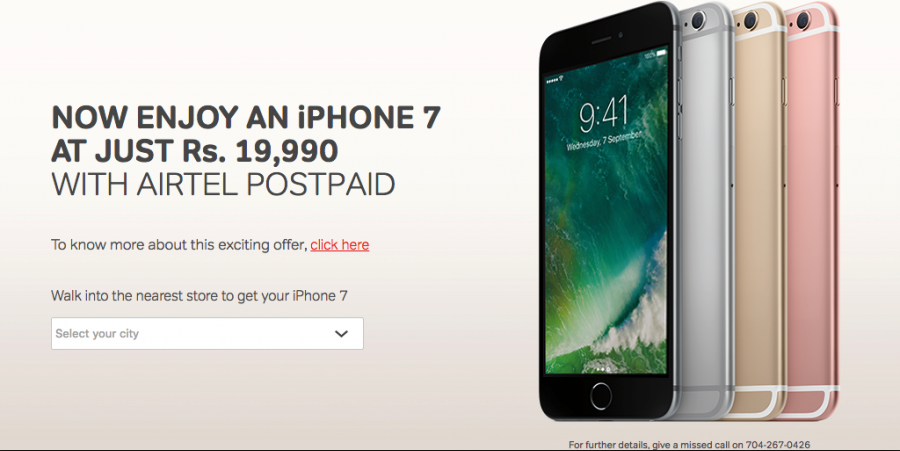 NOW ENJOY AN iPHONE 7
AT JUST Rs. 19,990
WITH AIRTEL POSTPAID
To know more about this exciting offer, click here
Walk into the nearest store to get your iPhone 7
Select your city
100%
9:41
Wednesday, 7 September
For further details, give a missed call on 704-267-0426